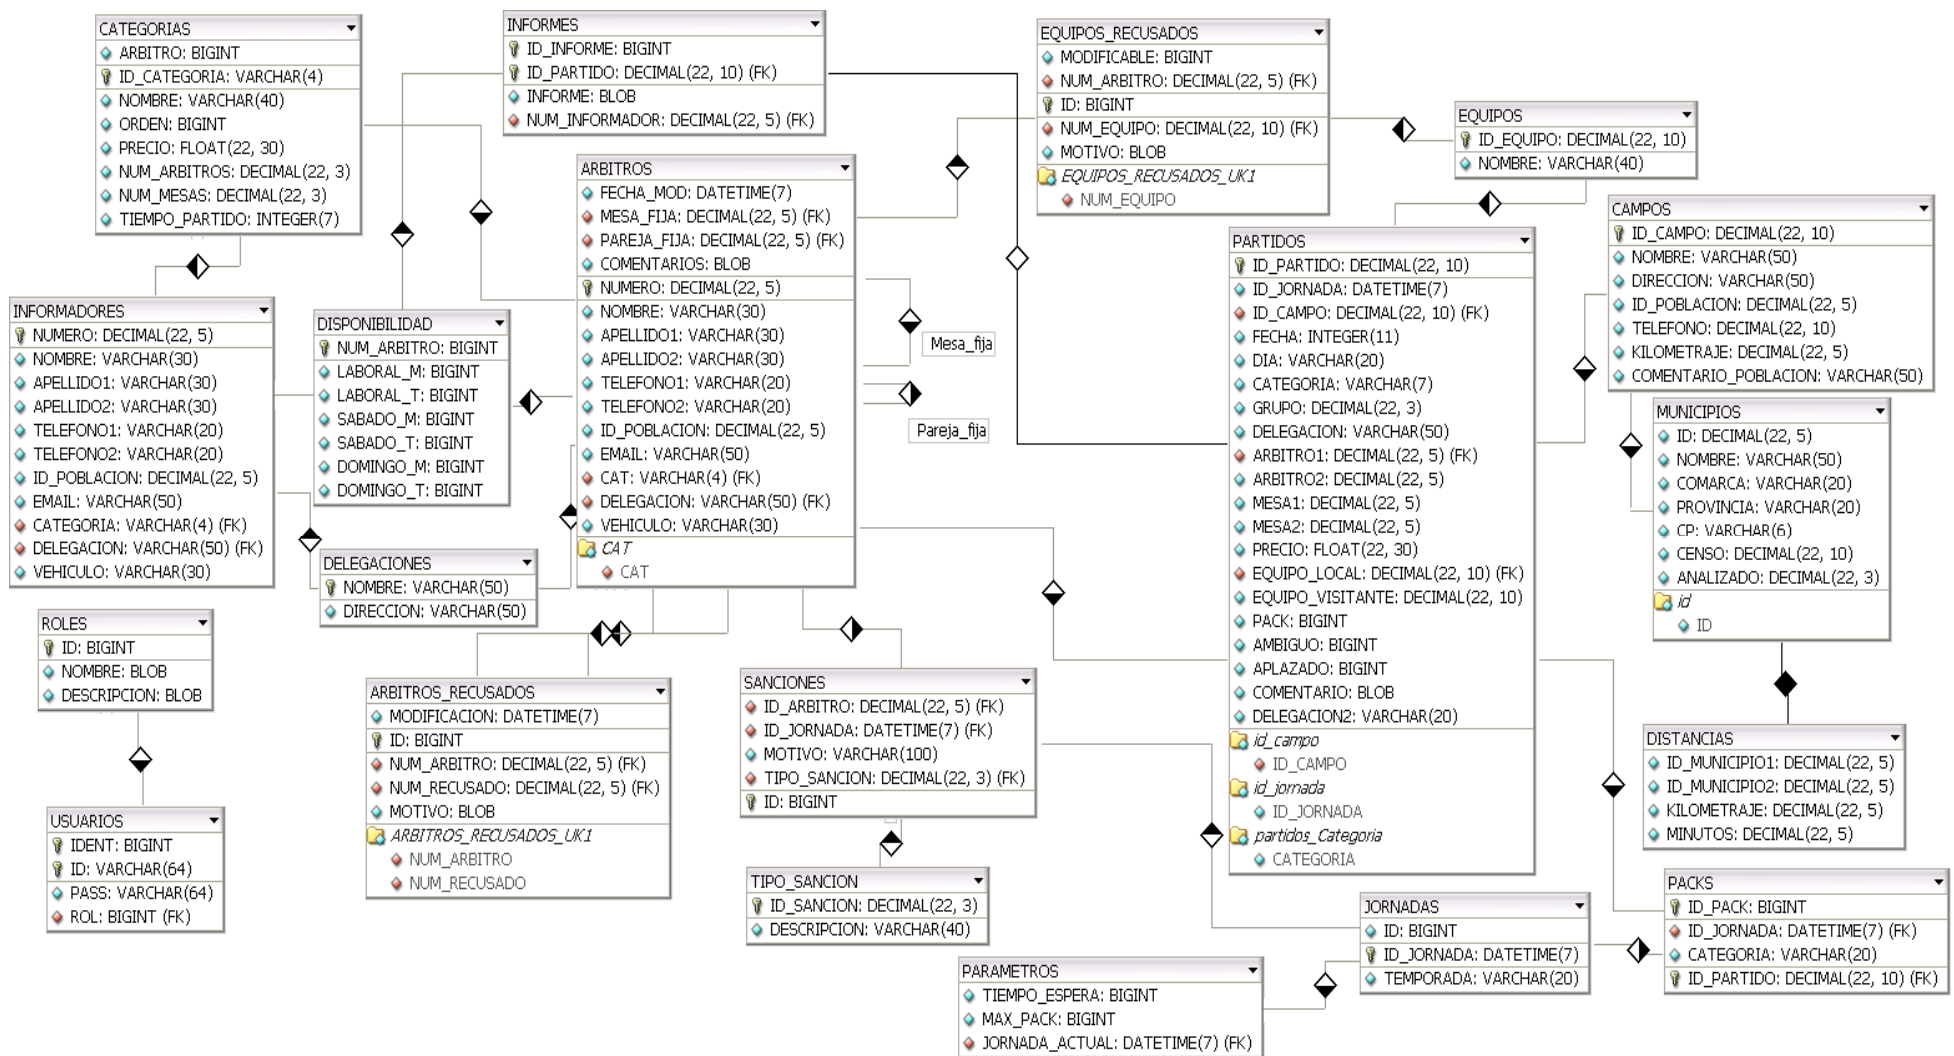 CATEGORIAS
ARBITRO: BIGINT
ID_CATEGORIA: VARCHAR(4)
NOMBRE: VARCHAR(40)
ORDEN: BIGINT
PRECIO: FLOAT(22, 30)
NUM_ARBITROS: DECIMAL(22, 3)
NUM_MESAS: DECIMAL(22, 3)
TIEMPO_PARTIDO: INTEGER(7)
INFORMES
ID_INFORME: BIGINT
ID_PARTIDO: DECIMAL(22, 10) (FK)
INFORME: BLOB
NUM_INFORMADOR: DECIMAL(22, 5) (FK)
EQUIPOS_RECUSADOS
MODIFICABLE: BIGINT
NUM_ARBITRO: DECIMAL(22, 5) (FK)
ID: BIGINT
NUM_EQUIPO: DECIMAL(22, 10) (FK)
MOTIVO: BLOB
EQUIPOS_RECUSADOS_UK1
NUM_EQUIPO
EQUIPOS
ID_EQUIPO: DECIMAL(22, 10)
NOMBRE: VARCHAR(40)
ARBITROS
FECHA_MOD: DATETIME(7)
MESA_FIJA: DECIMAL(22, 5) (FK)
PAREJA_FIJA: DECIMAL(22, 5) (FK)
COMENTARIOS: BLOB
NUMERO: DECIMAL(22, 5)
NOMBRE: VARCHAR(30)
APELLIDO1: VARCHAR(30)
APELLIDO2: VARCHAR(30)
TELEFONO1: VARCHAR(20)
TELEFONO2: VARCHAR(20)
ID_POBLACION: DECIMAL(22, 5)
EMAIL: VARCHAR(50)
CAT: VARCHAR(4) (FK)
DELEGACION: VARCHAR(50) (FK)
VEHICULO: VARCHAR(30)
CAT
CAT
Mesa_fija
Pareja_fija
CAMPOS
ID_CAMPO: DECIMAL(22, 10)
NOMBRE: VARCHAR(50)
DIRECCION: VARCHAR(50)
ID_POBLACION: DECIMAL(22, 5)
TELEFONO: DECIMAL(22, 10)
KILOMETRAJE: DECIMAL(22, 5)
COMENTARIO_POBLACION: VARCHAR(50)
PARTIDOS
ID_PARTIDO: DECIMAL(22, 10)
ID_JORNADA: DATETIME(7)
ID_CAMPO: DECIMAL(22, 10) (FK)
FECHA: INTEGER(11)
DIA: VARCHAR(20)
CATEGORIA: VARCHAR(7)
GRUPO: DECIMAL(22, 3)
DELEGACION: VARCHAR(50)
ARBITRO1: DECIMAL(22, 5) (FK)
ARBITRO2: DECIMAL(22, 5)
MESA1: DECIMAL(22, 5)
MESA2: DECIMAL(22, 5)
PRECIO: FLOAT(22, 30)
EQUIPO_LOCAL: DECIMAL(22, 10) (FK)
EQUIPO_VISITANTE: DECIMAL(22, 10)
PACK: BIGINT
AMBIGUO: BIGINT
APLAZADO: BIGINT
COMENTARIO: BLOB
DELEGACION2: VARCHAR(20)
id_campo
ID_CAMPO
id_jornada
ID_JORNADA
partidos_Categoria
CATEGORIA
INFORMADORES
NUMERO: DECIMAL(22, 5)
NOMBRE: VARCHAR(30)
APELLIDO1: VARCHAR(30)
APELLIDO2: VARCHAR(30)
TELEFONO1: VARCHAR(20)
TELEFONO2: VARCHAR(20)
ID_POBLACION: DECIMAL(22, 5)
EMAIL: VARCHAR(50)
CATEGORIA: VARCHAR(4) (FK)
DELEGACION: VARCHAR(50) (FK)
VEHICULO: VARCHAR(30)
DISPONIBILIDAD
NUM_ARBITRO: BIGINT
LABORAL_M: BIGINT
LABORAL_T: BIGINT
SABADO_M: BIGINT
SABADO_T: BIGINT
DOMINGO_M: BIGINT
DOMINGO_T: BIGINT
MUNICIPIOS
ID: DECIMAL(22, 5)
NOMBRE: VARCHAR(50)
COMARCA: VARCHAR(20)
PROVINCIA: VARCHAR(20)
CP: VARCHAR(6)
CENSO: DECIMAL(22, 10)
ANALIZADO: DECIMAL(22, 3)
id
ID
DELEGACIONES
NOMBRE: VARCHAR(50)
DIRECCION: VARCHAR(50)
ROLES
ID: BIGINT
NOMBRE: BLOB
DESCRIPCION: BLOB
ARBITROS_RECUSADOS
MODIFICACION: DATETIME(7)
ID: BIGINT
NUM_ARBITRO: DECIMAL(22, 5) (FK)
NUM_RECUSADO: DECIMAL(22, 5) (FK)
MOTIVO: BLOB
ARBITROS_RECUSADOS_UK1
NUM_ARBITRO
NUM_RECUSADO
SANCIONES
ID_ARBITRO: DECIMAL(22, 5) (FK)
ID_JORNADA: DATETIME(7) (FK)
MOTIVO: VARCHAR(100)
TIPO_SANCION: DECIMAL(22, 3) (FK)
ID: BIGINT
DISTANCIAS
ID_MUNICIPIO1: DECIMAL(22, 5)
ID_MUNICIPIO2: DECIMAL(22, 5)
KILOMETRAJE: DECIMAL(22, 5)
MINUTOS: DECIMAL(22, 5)
USUARIOS
IDENT: BIGINT
ID: VARCHAR(64)
PASS: VARCHAR(64)
ROL: BIGINT (FK)
TIPO_SANCION
ID_SANCION: DECIMAL(22, 3)
DESCRIPCION: VARCHAR(40)
JORNADAS
ID: BIGINT
ID_JORNADA: DATETIME(7)
TEMPORADA: VARCHAR(20)
PACKS
ID_PACK: BIGINT
ID_JORNADA: DATETIME(7) (FK)
CATEGORIA: VARCHAR(20)
ID_PARTIDO: DECIMAL(22, 10) (FK)
PARAMETROS
TIEMPO_ESPERA: BIGINT
MAX_PACK: BIGINT
JORNADA_ACTUAL: DATETIME(7) (FK)